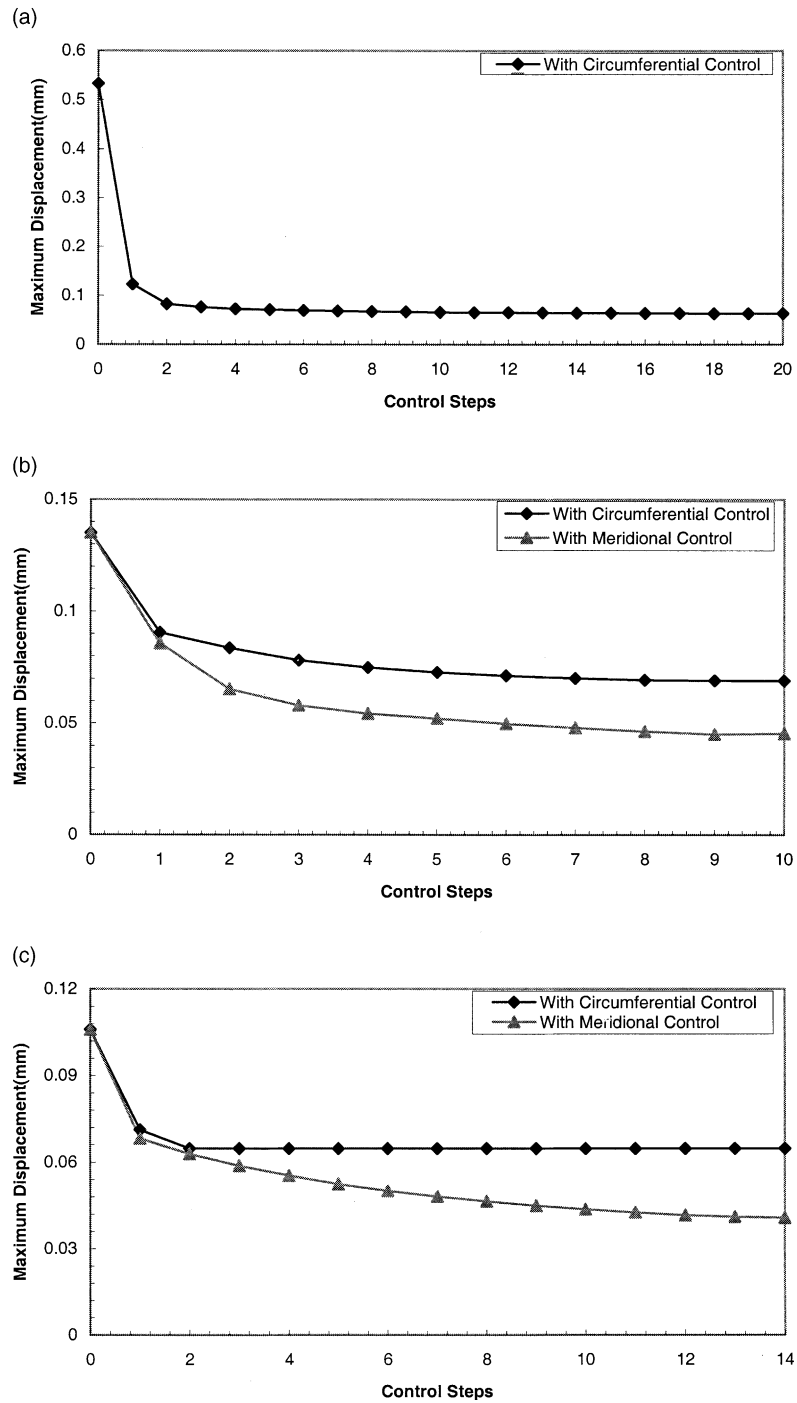 (a)
0.6
With Circumferential Control
0.5
0.4
0.3
0.2
0.1
0
Maximum Displacement(mm)
0 2 4 6 8 10 12 14 16 18 20
Control Steps
(b)
0.15
With Circumferential Control
With Meridional Control
0.1
0.05
0
Maximum Displacement(mm)
0 1 2 3 4 5 6 7 8 9 10
Control Steps
(c)
0.12
With Circumferential Control
With Meridional Control
0.09
0.06
0.03
0
Maximum Displacement(mm)
0 2 4 6 8 10 12 14
Control Steps